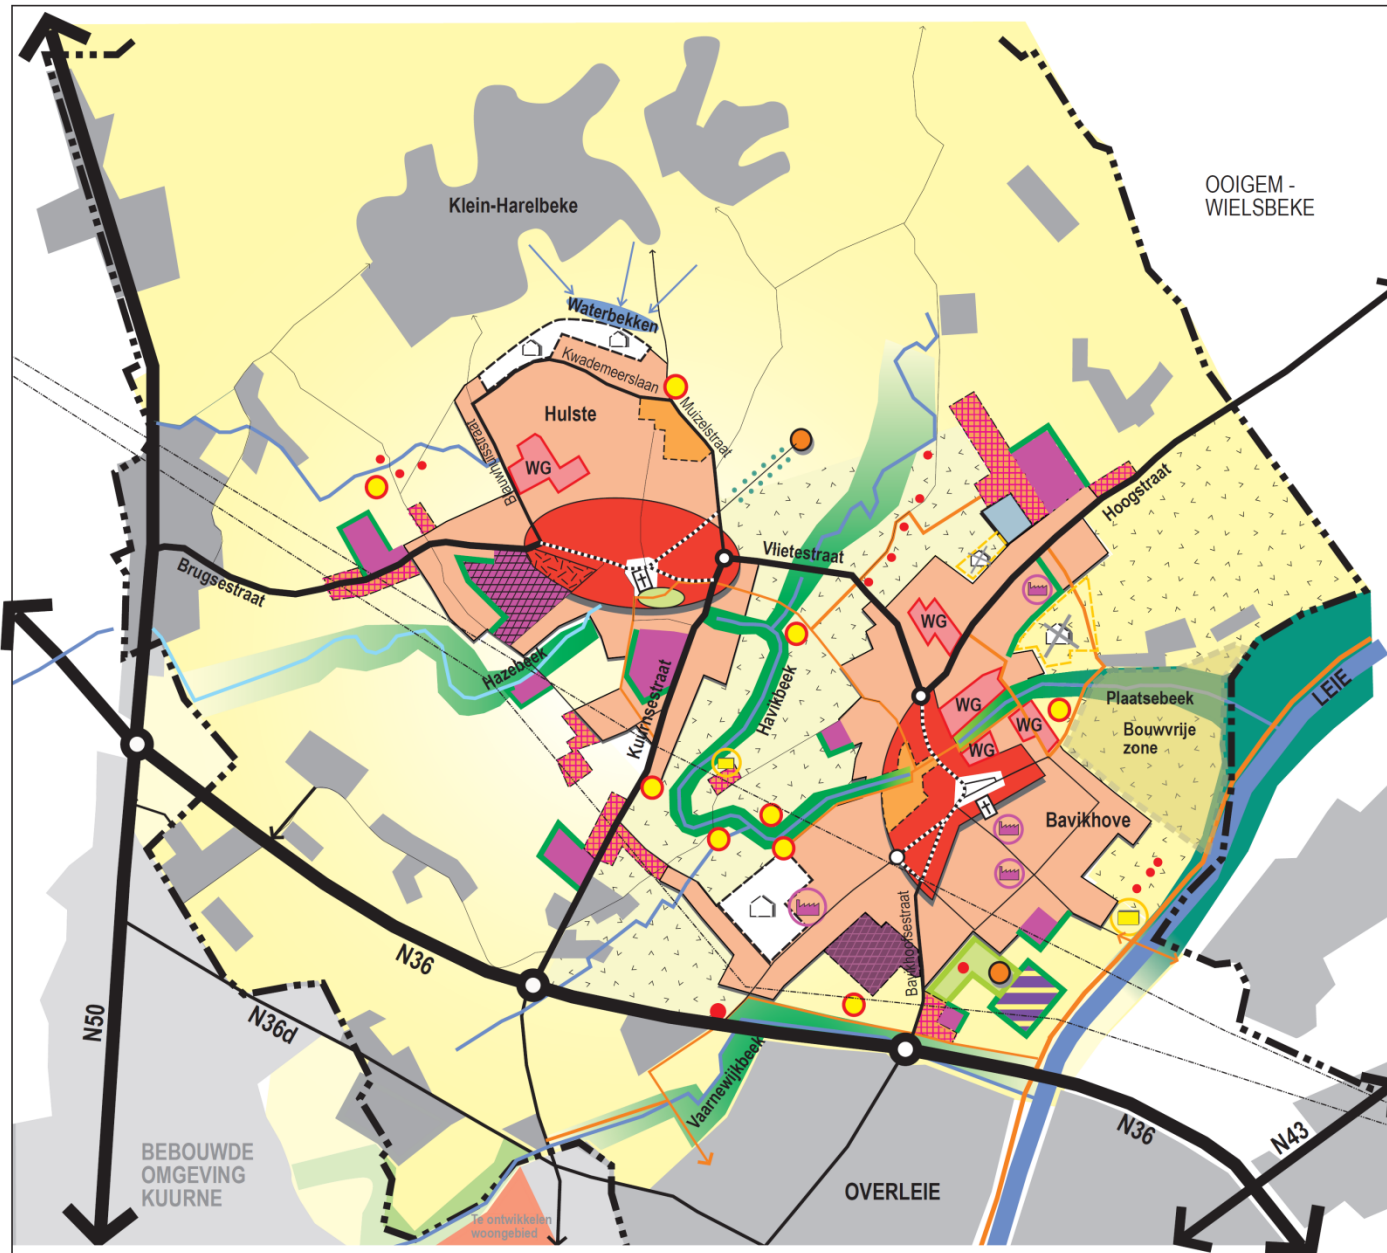 OOIGEM -
WIELSBEKE
Klein-Harelbeke
Waterbekken
Kwademeerslaan
Hulste
Muizelstraat
Blauwhuisstraat
WG
Hoogstraat
Vlietestraat
Brugsestraat
WG
Hazebeek
Kuurnsestraat
Havikbeek
WG
WG
WG
Plaatsebeek
Bouwvrije
zone
LEIE
Bavikhove
Bavikhoofsestraat
N36
N50
N36d
Vaarnewijkbeek
N36
N43
BEBOUWDE
OMGEVING
KUURNE
OVERLEIE
Te ontwikkelen
woongebied